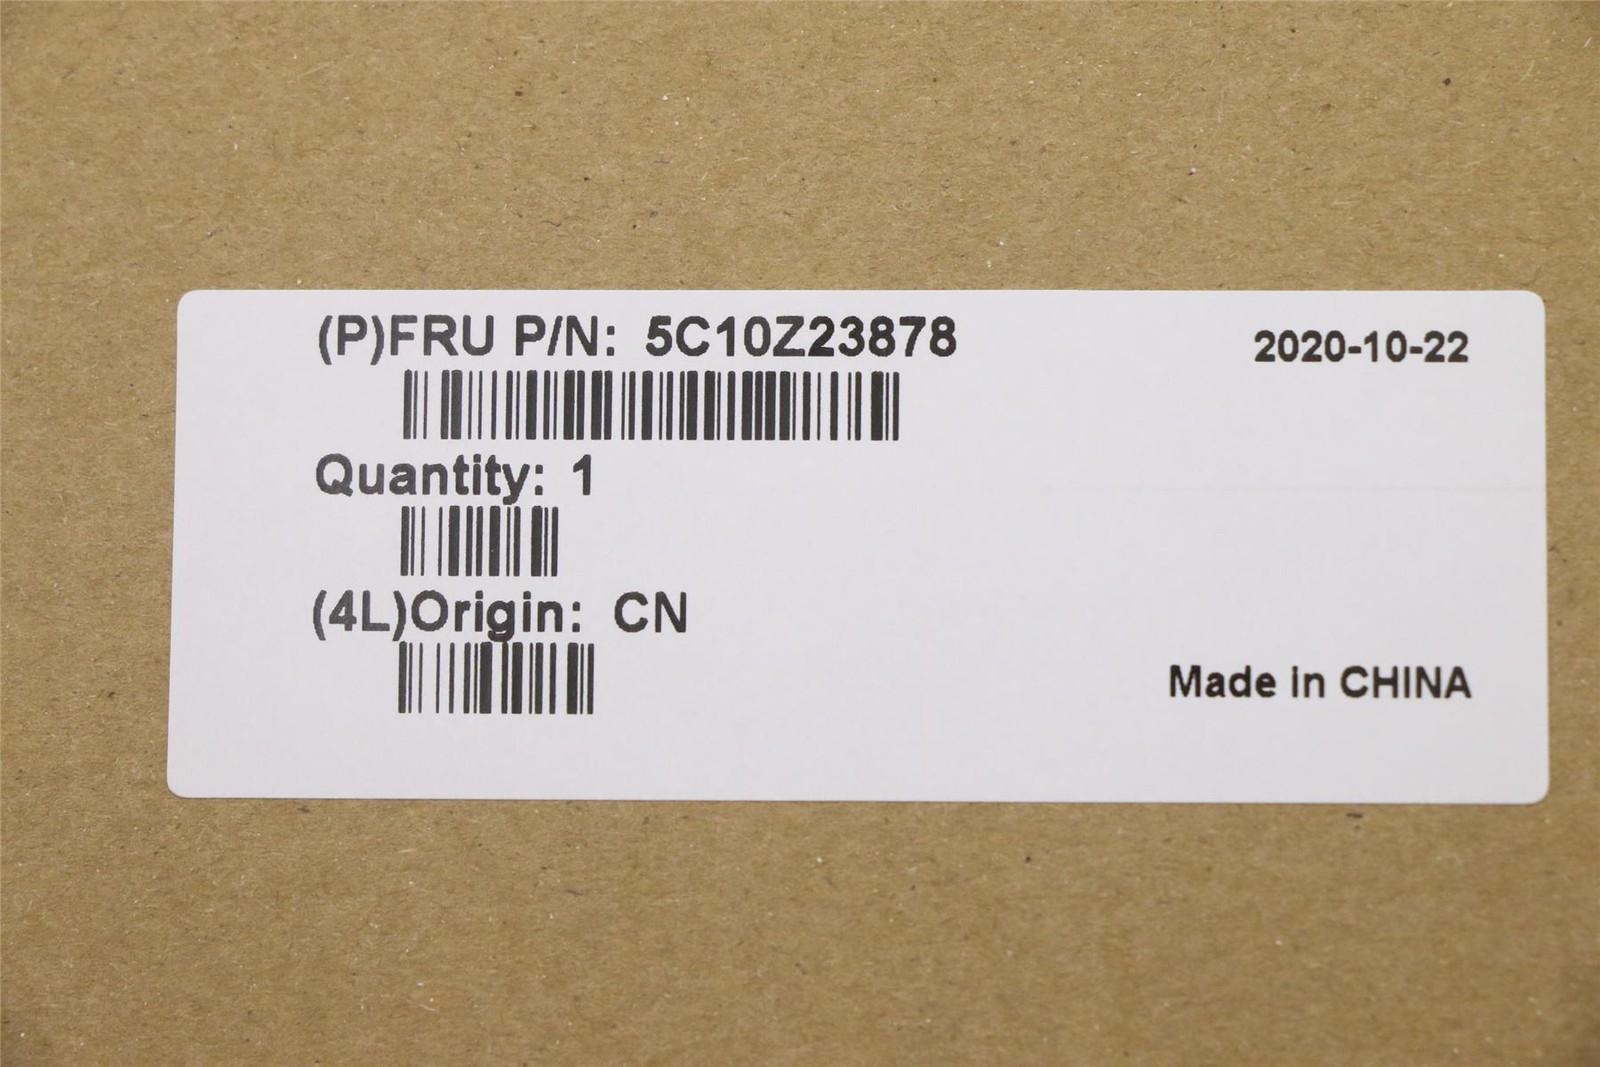 (P)FRU P/N: 5C10Z23878
2020-10-22
Quantity: 1
(4L)Origin: CN
Made in CHINA